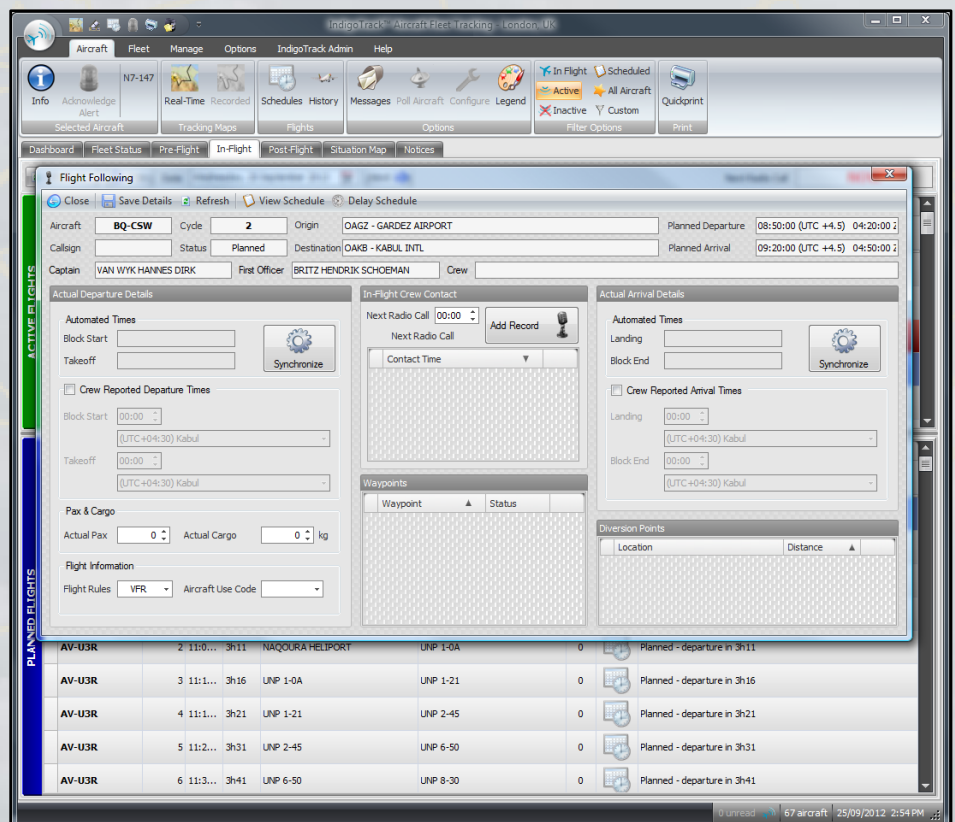 IndigoTrack™ Aircraft Fleet Tracking - London, UK
Aircraft Fleet Manage Options IndigoTrack Admin Help
Info
Acknowledge Alert
N7-147
Real-Time Recorded Schedules History Messages Poll Aircraft Configure Legend
In Flight Scheduled
Active All Aircraft
Inactive Custom
Quickprint
Selected Aircraft Tracking Maps Flights Options Filter Options Print
Dashboard Fleet Status Pre-Flight In-Flight Post-Flight Situation Map Notices
Flight Following
Close Save Details Refresh View Schedule Delay Schedule
Aircraft BQ-CSW Cycle 2 Origin OAGZ - GARDEZ AIRPORT Planned Departure 08:50:00 (UTC +4.5) 04:20:00 Z
Callsign Status Planned Destination OAKB - KABUL INTL Planned Arrival 09:20:00 (UTC +4.5) 04:50:00 Z
Captain VAN WYK HANNES DIRK First Officer BRITZ HENDRIK SCHOEMAN Crew
ACTIVE FLIGHTS
Actual Departure Details
Automated Times
Block Start
Takeoff
Synchronize
Crew Reported Departure Times
Block Start 00:00
(UTC+04:30) Kabul
Takeoff 00:00
(UTC+04:30) Kabul
Pax & Cargo
Actual Pax 0 Actual Cargo 0 kg
Flight Information
Flight Rules VFR Aircraft Use Code
In-Flight Crew Contact
Next Radio Call 00:00 Add Record
Next Radio Call
Contact Time
Waypoints
Waypoint Status
Actual Arrival Details
Automated Times
Landing
Block End
Synchronize
Crew Reported Arrival Times
Landing 00:00
(UTC+04:30) Kabul
Block End 00:00
(UTC+04:30) Kabul
Diversion Points
Location Distance
PLANNED FLIGHTS
AV-U3R 2 11:0... 3h11 NAQOURA HELIPORT UNP 1-0A 0 Planned - departure in 3h11
AV-U3R 3 11:1... 3h16 UNP 1-0A UNP 1-21 0 Planned - departure in 3h16
AV-U3R 4 11:1... 3h21 UNP 1-21 UNP 2-45 0 Planned - departure in 3h21
AV-U3R 5 11:2... 3h31 UNP 2-45 UNP 6-50 0 Planned - departure in 3h31
AV-U3R 6 11:3... 3h41 UNP 6-50 UNP 8-30 0 Planned - departure in 3h41
0 unread 67 aircraft 25/09/2012 2:54 PM